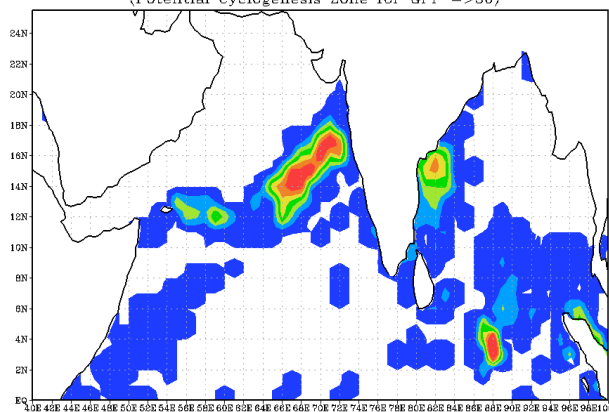 (Potential cyclogenesis zone for GPP =>30)
24N
22N
20N
18N
16N
14N
12N
10N
8N
6N
4N
2N
EQ
40E 42E 44E 46E 48E 50E 52E 54E 56E 58E 60E 62E 64E 66E 68E 70E 72E 74E 76E 78E 80E 82E 84E 86E 88E 90E 92E 94E 96E 98E